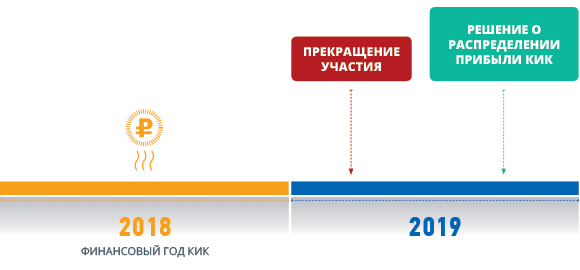 ПРЕКРАЩЕНИЕ
УЧАСТИЯ
РЕШЕНИЕ О
РАСПРЕДЕЛЕНИИ
ПРИБЫЛИ КИК
₽
2018
2019
ФИНАНСОВЫЙ ГОД КИК